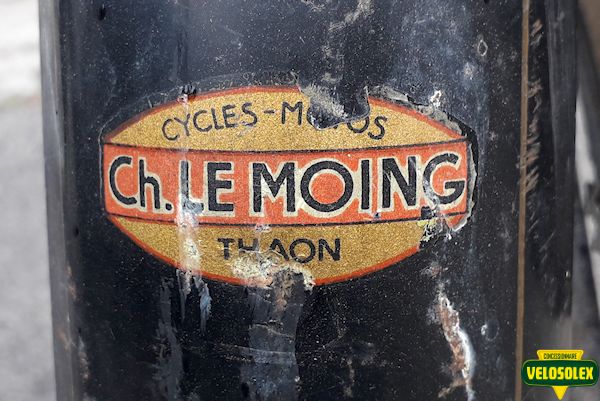 CYCLES-MOTOS
Ch. LE MOING
THAON
CONCESSIONNAIRE
VELOSOLEX